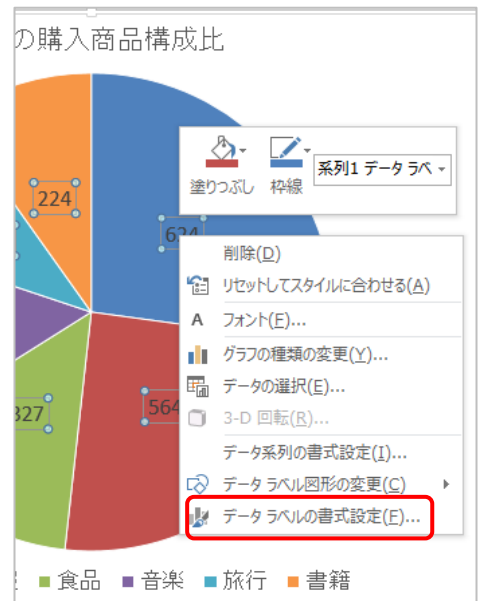 の購入商品構成比
塗りつぶし 枠線 系列1 データ ラベ
224
624
削除(D)
リセットしてスタイルに合わせる(A)
フォント(F)...
グラフの種類の変更(Y)...
データの選択(E)...
3-D 回転(R)...
データ系列の書式設定(I)...
データ ラベル図形の変更(C)
データ ラベルの書式設定(F)...
327
564
食品 音楽 旅行 書籍